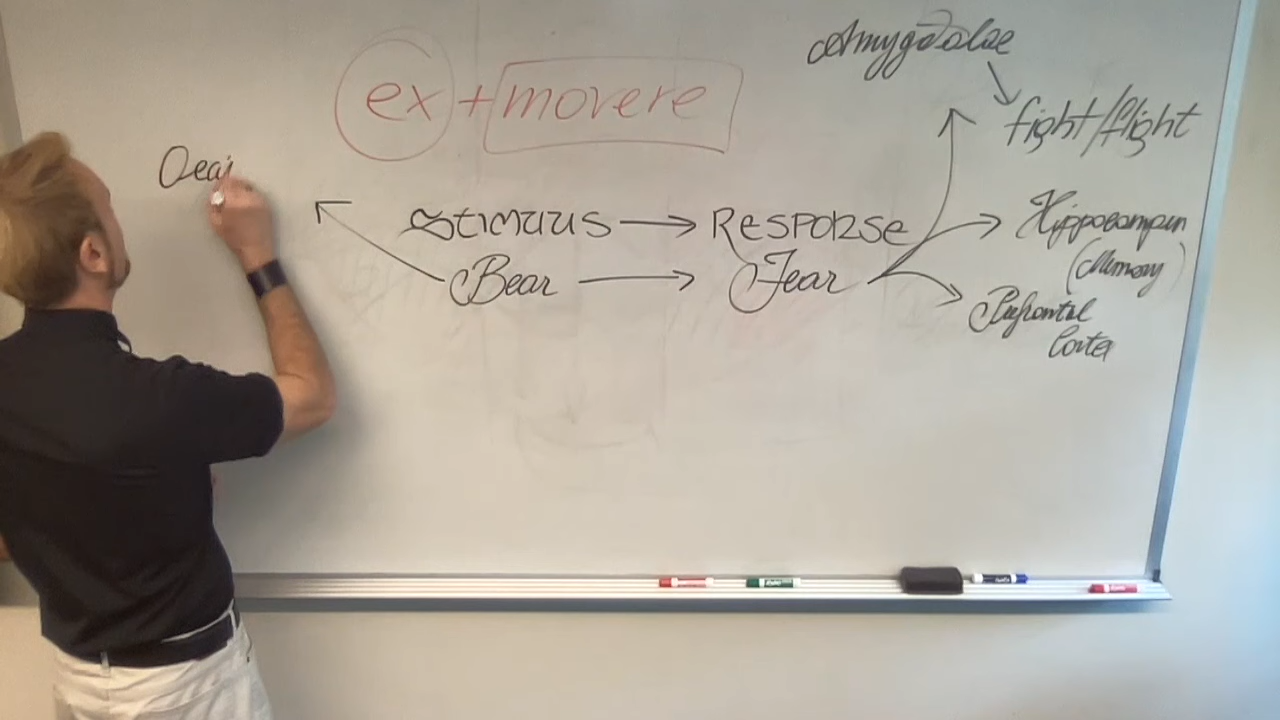 Amygdalae
ex + movere
fight/flight
Stimulus → Response
Hippocampus
(Memory)
Bear → Fear
Prefrontal
Cortex